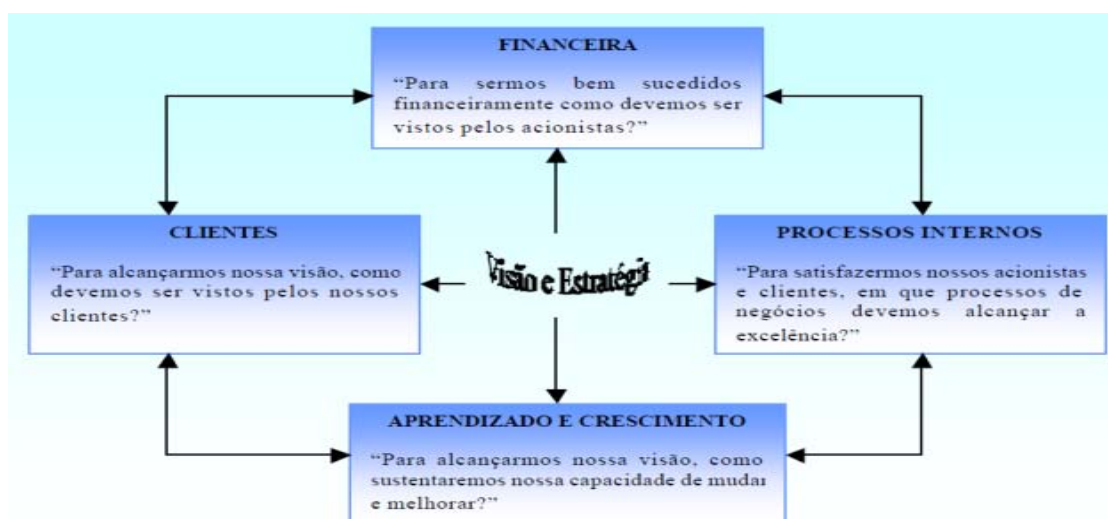 FINANCEIRA
“Para sermos bem sucedidos
financeiramente como devemos ser
vistos pelos acionistas?”
CLIENTES
“Para alcançarmos nossa visão, como
devemos ser vistos pelos nossos
clientes?”
Visão e Estratégi
PROCESSOS INTERNOS
“Para satisfazermos nossos acionistas
e clientes, em que processos de
negócios devemos alcançar a
excelência?”
APRENDIZADO E CRESCIMENTO
“Para alcançarmos nossa visão, como
sustentaremos nossa capacidade de mudar
e melhorar?”